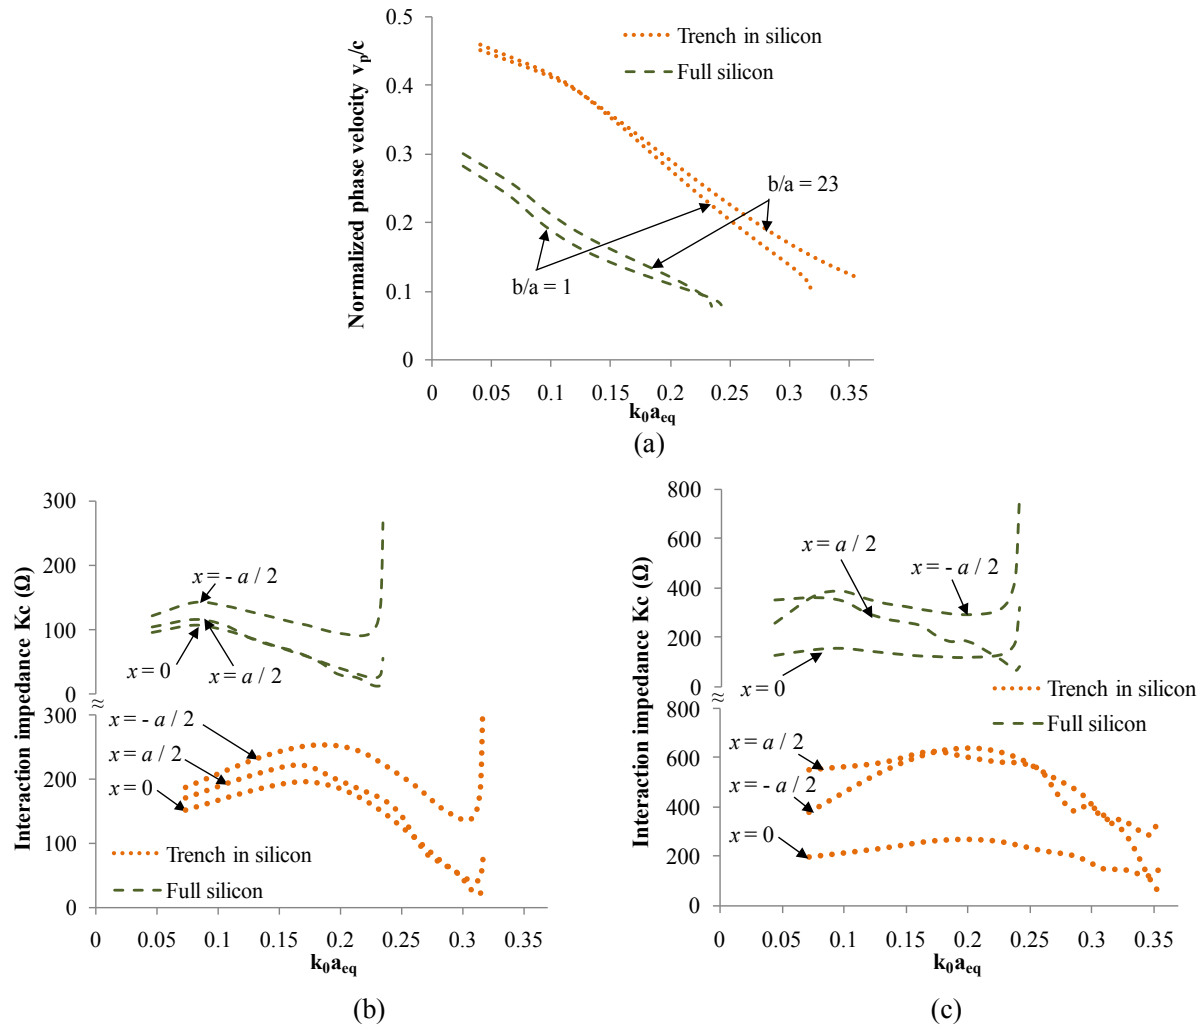 Normalized phase velocity vp/c
0.5
0.4
0.3
0.2
0.1
0
Trench in silicon
Full silicon
b/a = 23
b/a = 1
0 0.05 0.1 0.15 0.2 0.25 0.3 0.35
k0aeq
(a)
Interaction impedance Kc (Ω)
300
200
100
0
x = - a / 2
x = 0
x = a / 2
≈
300
200
100
0
x = - a / 2
x = a / 2
x = 0
Trench in silicon
Full silicon
0 0.05 0.1 0.15 0.2 0.25 0.3 0.35
k0aeq
(b)
Interaction impedance Kc (Ω)
800
600
400
200
0
x = a / 2
x = - a / 2
x = 0
Trench in silicon
Full silicon
≈
800
600
400
200
0
x = a / 2
x = - a / 2
x = 0
0 0.05 0.1 0.15 0.2 0.25 0.3 0.35
k0aeq
(c)